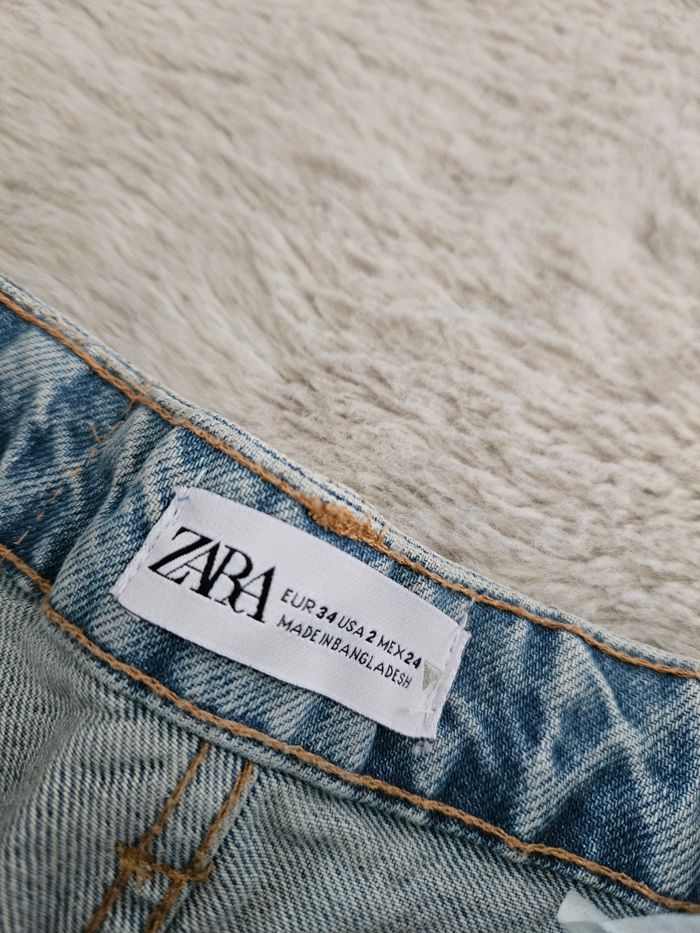 ZARA
EUR 34 USA 2 MEX 24
MADE IN BANGLADESH